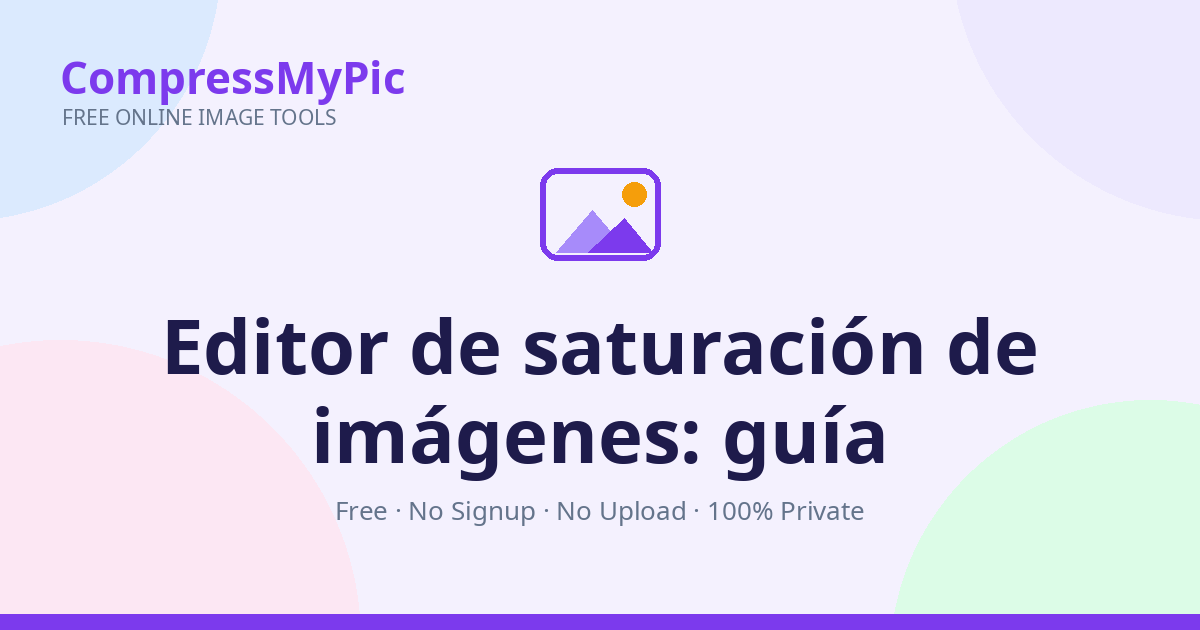 CompressMyPic
FREE ONLINE IMAGE TOOLS
Editor de saturación de
imágenes: guía
Free · No Signup · No Upload · 100% Private